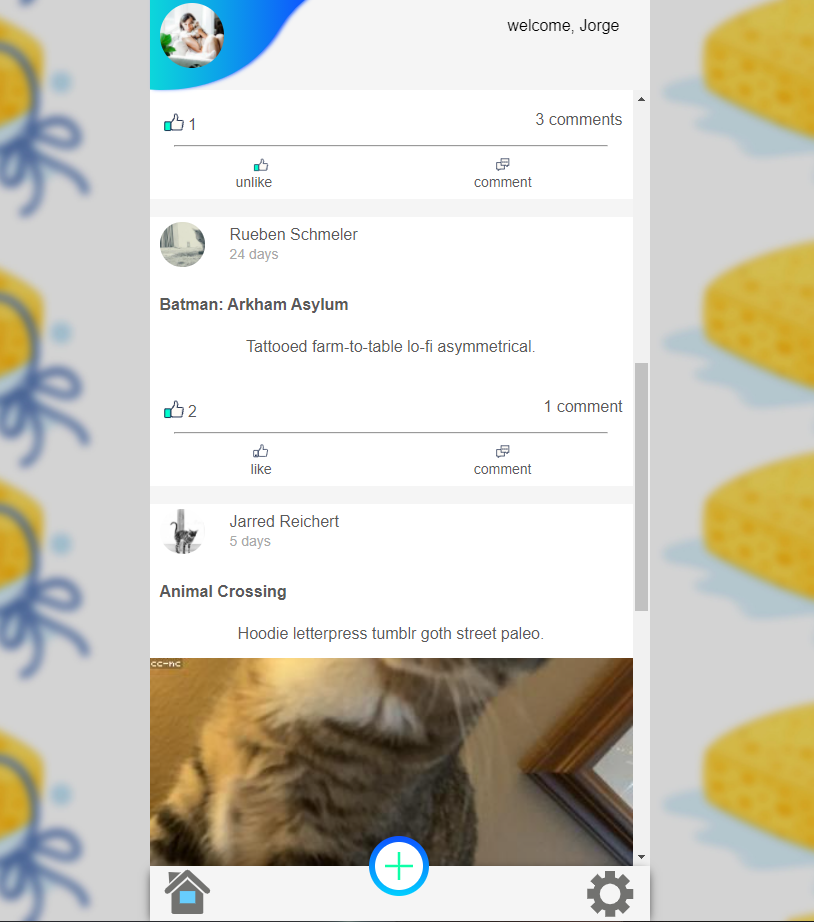 welcome, Jorge
1
3 comments
unlike
comment
Rueben Schmeler
24 days
Batman: Arkham Asylum
Tattooed farm-to-table lo-fi asymmetrical.
2
1 comment
like
comment
Jarred Reichert
5 days
Animal Crossing
Hoodie letterpress tumblr goth street paleo.
cc-nc